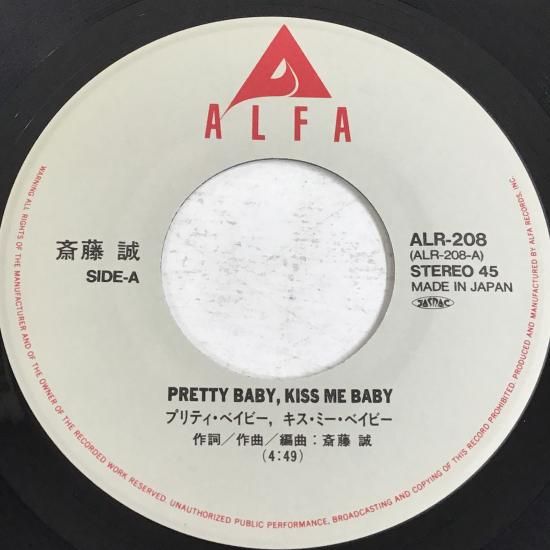 ALFA
斎藤 誠
SIDE-A
ALR-208
(ALR-208-A)
STEREO 45
MADE IN JAPAN
JASRAC
PRETTY BABY, KISS ME BABY
プリティ・ベイビー, キス・ミー・ベイビー
作詞/作曲/編曲:斎藤 誠
(4:49)
WARNING: ALL RIGHTS OF THE MANUFACTURER AND OF THE OWNER OF THE RECORDED WORK RESERVED. UNAUTHORIZED PUBLIC PERFORMANCE, BROADCASTING AND COPYING OF THIS RECORD PROHIBITED. PRODUCED AND MANUFACTURED BY ALFA RECORDS, INC.